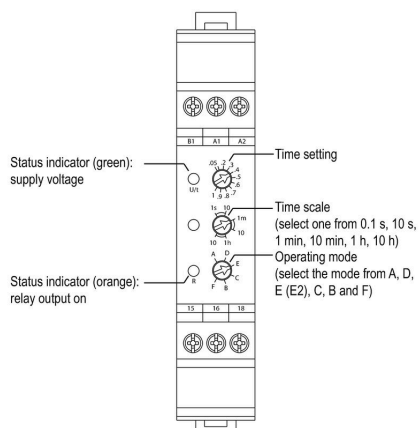 B1 A1 A2
Status indicator (green):
supply voltage
U/t
.05 .2 .3 .4 .5 .6 .7 .8 .9 1
Time setting
1s 10 1m 10 1h 10
Time scale
(select one from 0.1 s, 10 s,
1 min, 10 min, 1 h, 10 h)
Operating mode
(select the mode from A, D,
E (E2), C, B and F)
A D E C B F
Status indicator (orange):
relay output on
R
15 16 18